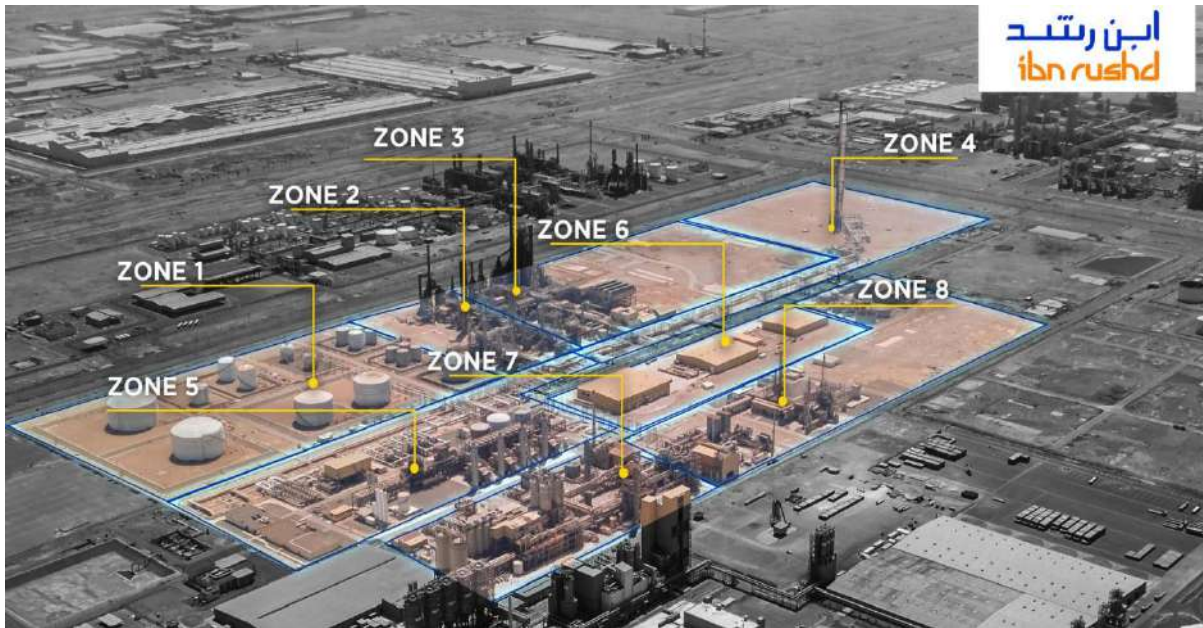 ابن رشد
ibn rushd
ZONE 3
ZONE 4
ZONE 2
ZONE 6
ZONE 1
ZONE 8
ZONE 7
ZONE 5